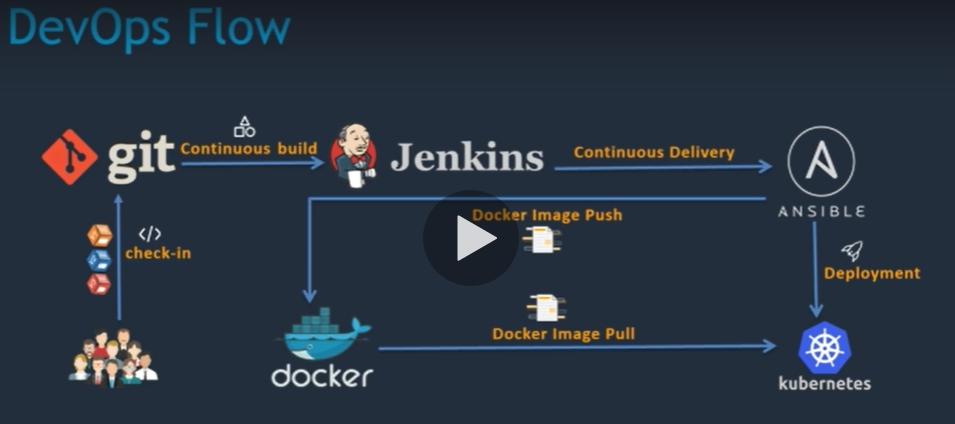 DevOps Flow
git
Continuous build
Jenkins
Continuous Delivery
ANSIBLE
Docker Image Push
</>
check-in
Deployment
Docker Image Pull
docker
kubernetes